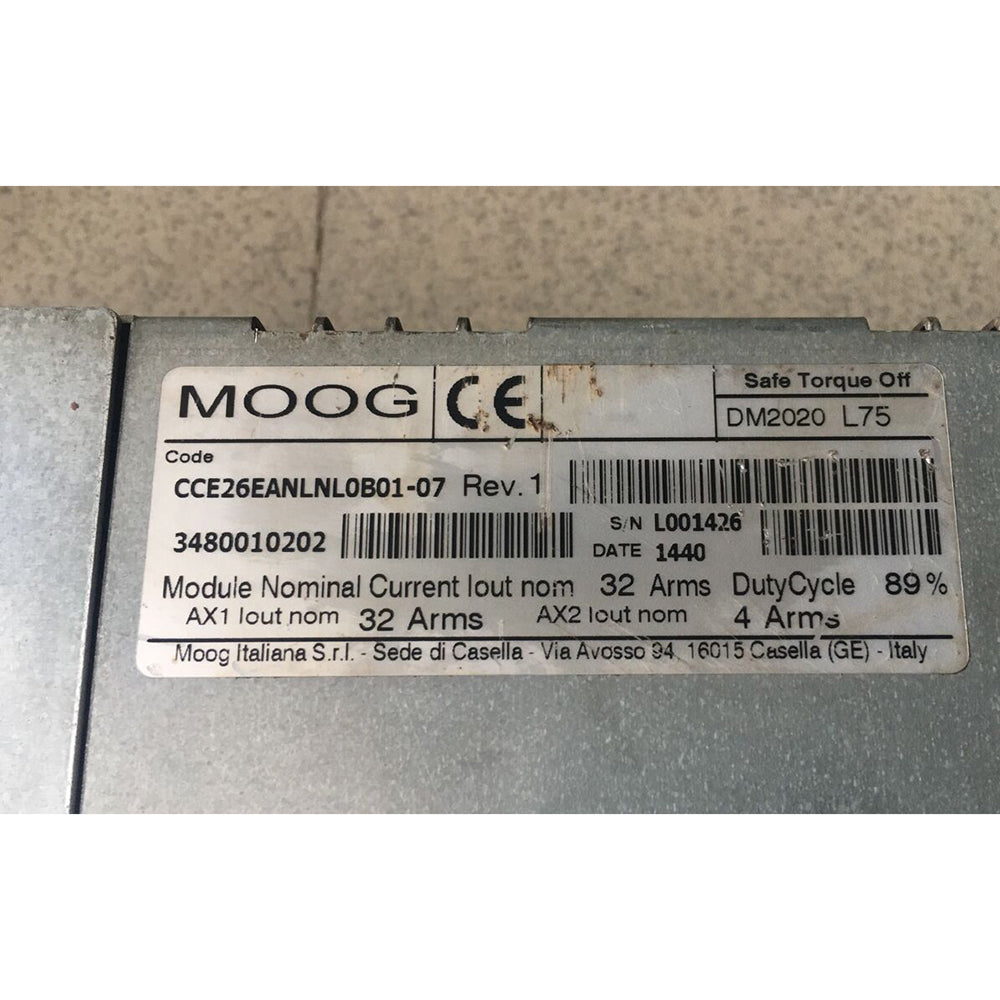 MOOG CE
Safe Torque Off
DM2020 L75
Code
CCE26EANLNL0B01-07 Rev. 1
3480010202
S/N L001426
DATE 1440
Module Nominal Current Iout nom 32 Arms DutyCycle 89%
AX1 Iout nom 32 Arms AX2 Iout nom 4 Arms
Moog Italiana S.r.l. - Sede di Casella - Via Avosso 94, 16015 Casella (GE) - Italy